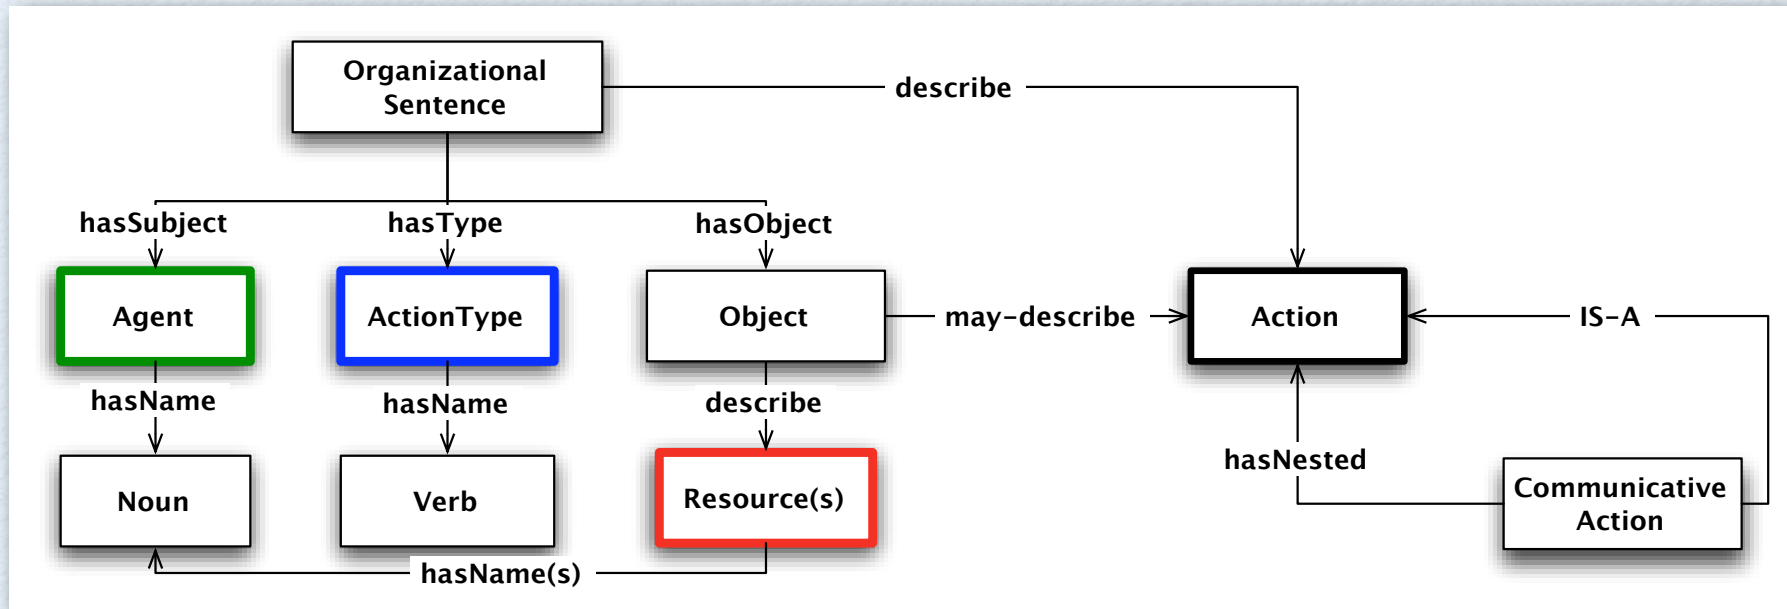 Organizational
Sentence
describe
hasSubject
hasType
hasObject
Agent
ActionType
Object
may-describe
Action
IS-A
hasName
hasName
describe
hasNested
Noun
Verb
Resource(s)
Communicative
Action
hasName(s)